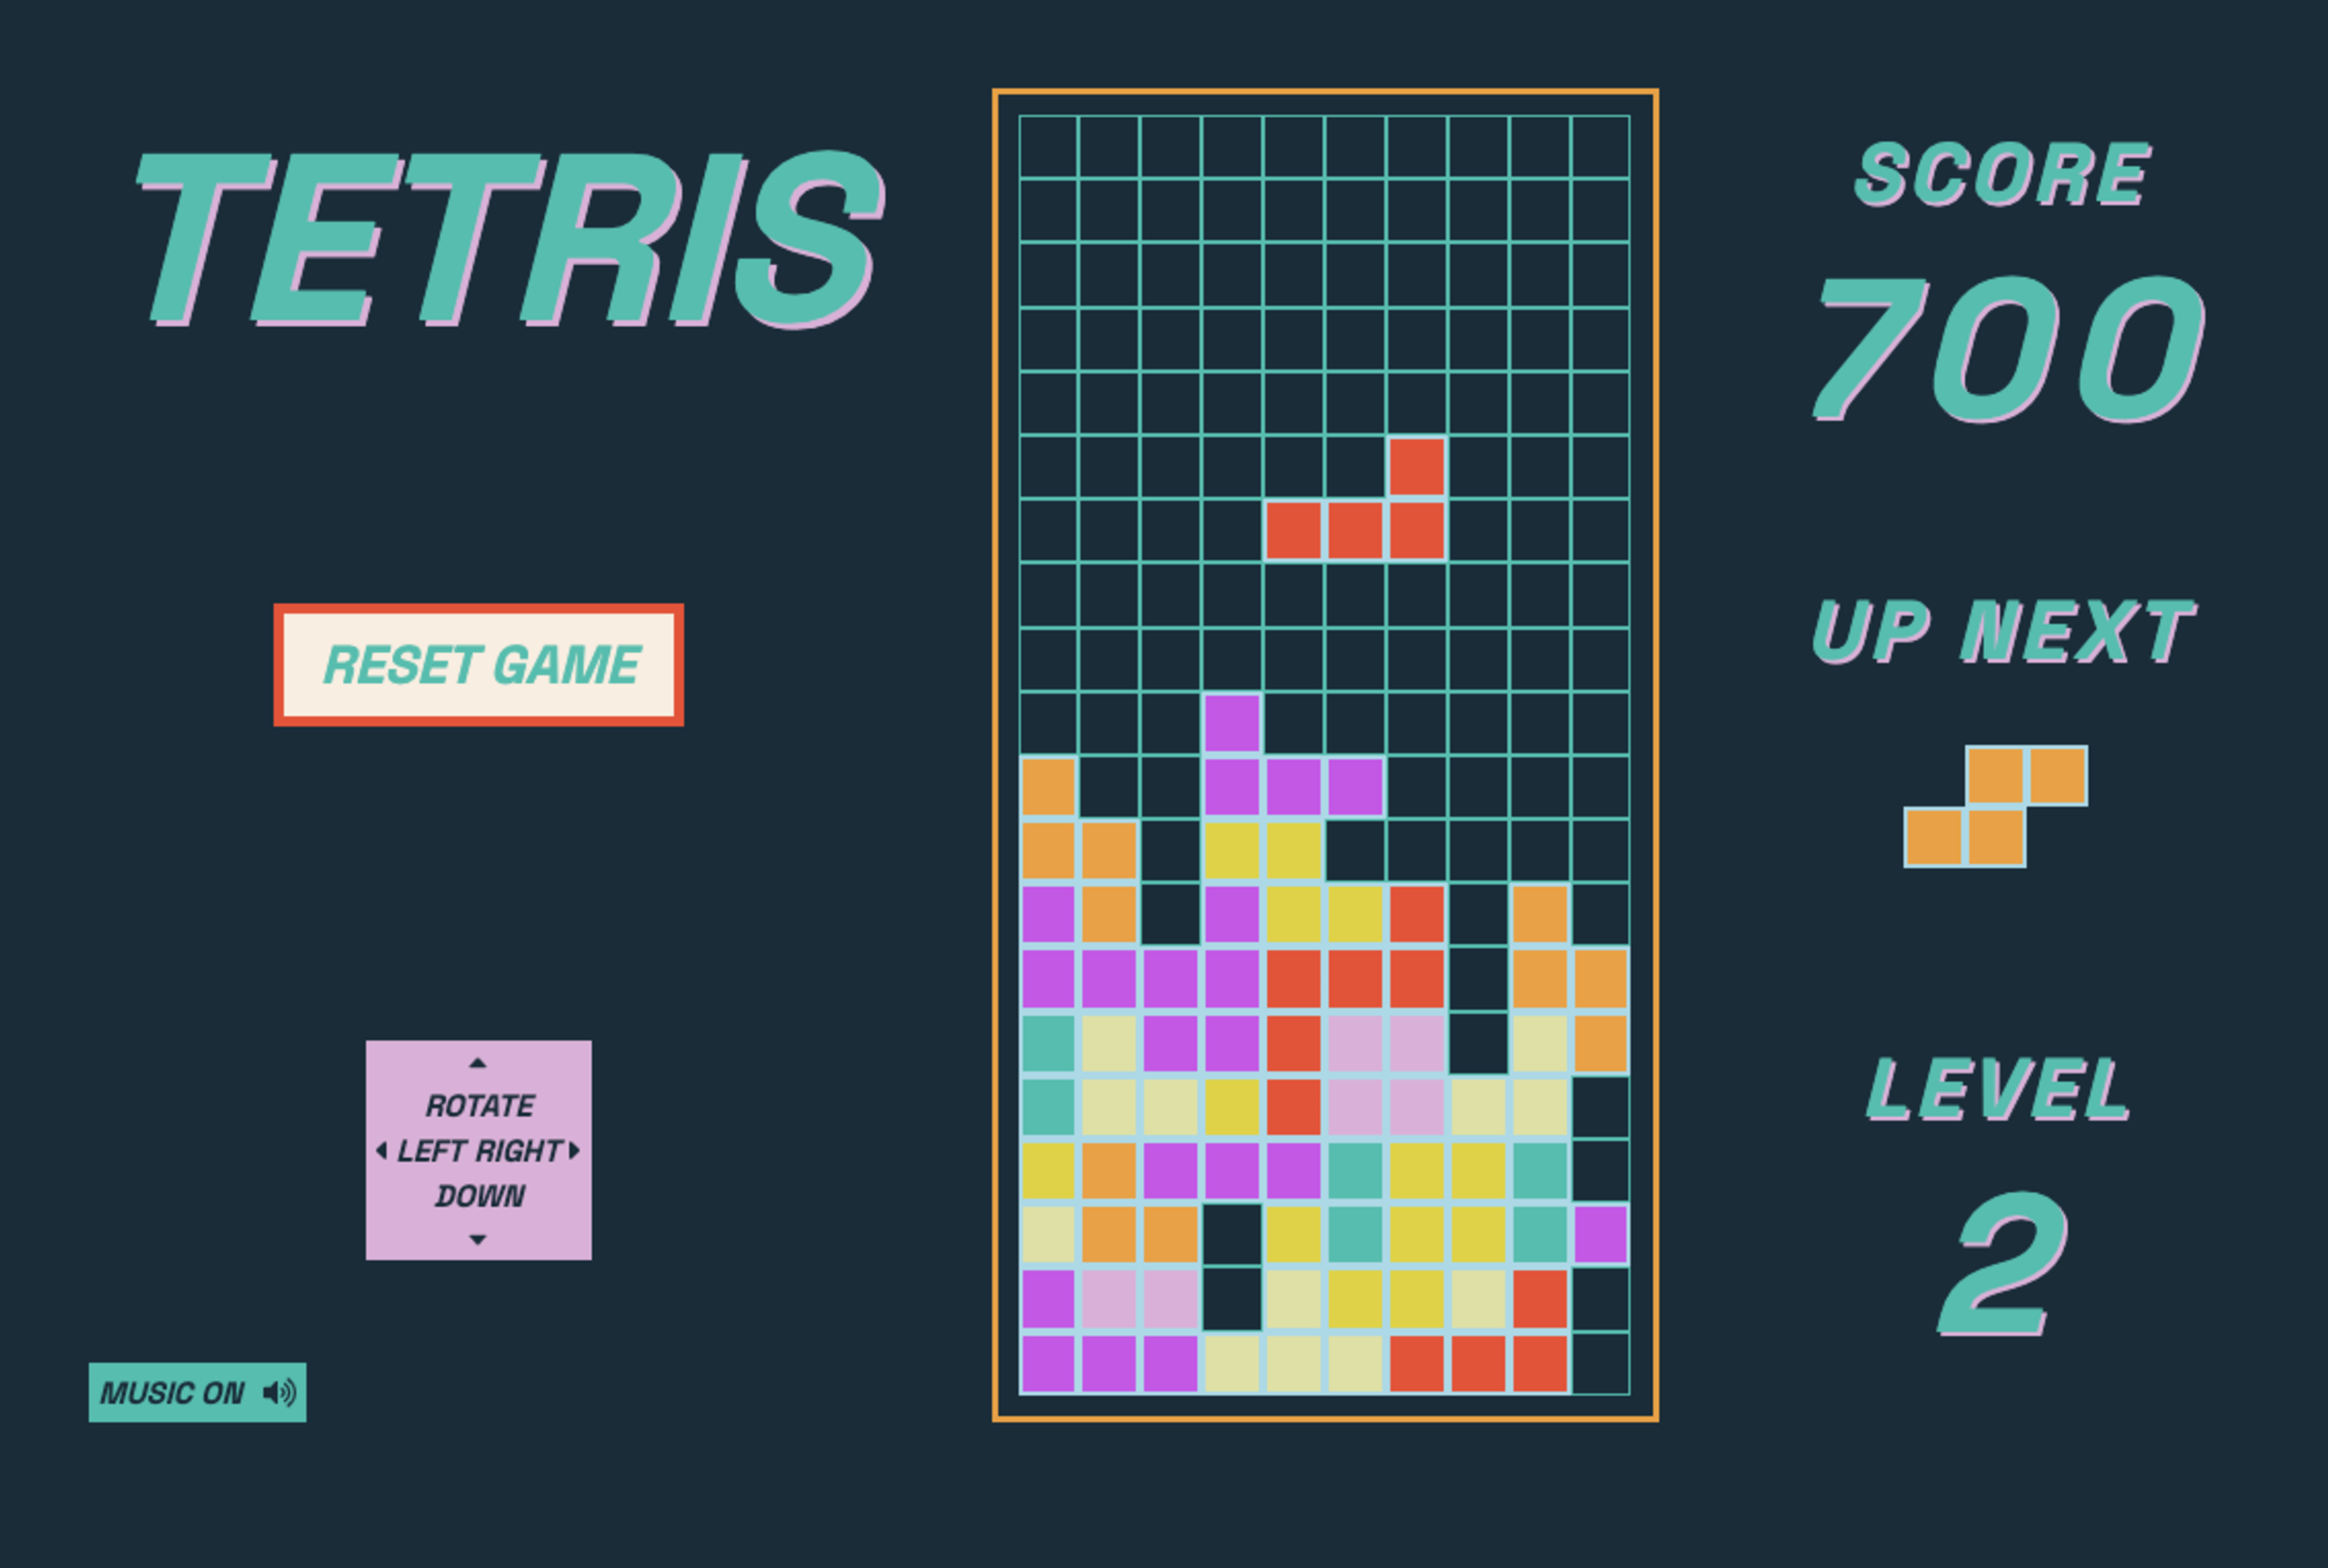 TETRIS
RESET GAME
ROTATE
LEFT RIGHT
DOWN
MUSIC ON
SCORE
700
UP NEXT
LEVEL
2